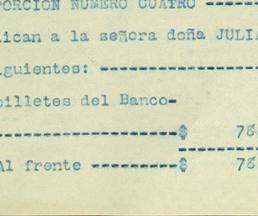 PORCION NUMERO CUATRO -------
lican a la señora doña JULIA
iguientes: ------------------
billetes del Banco-
-----------------------$ 78
Al frente -----------$ 78